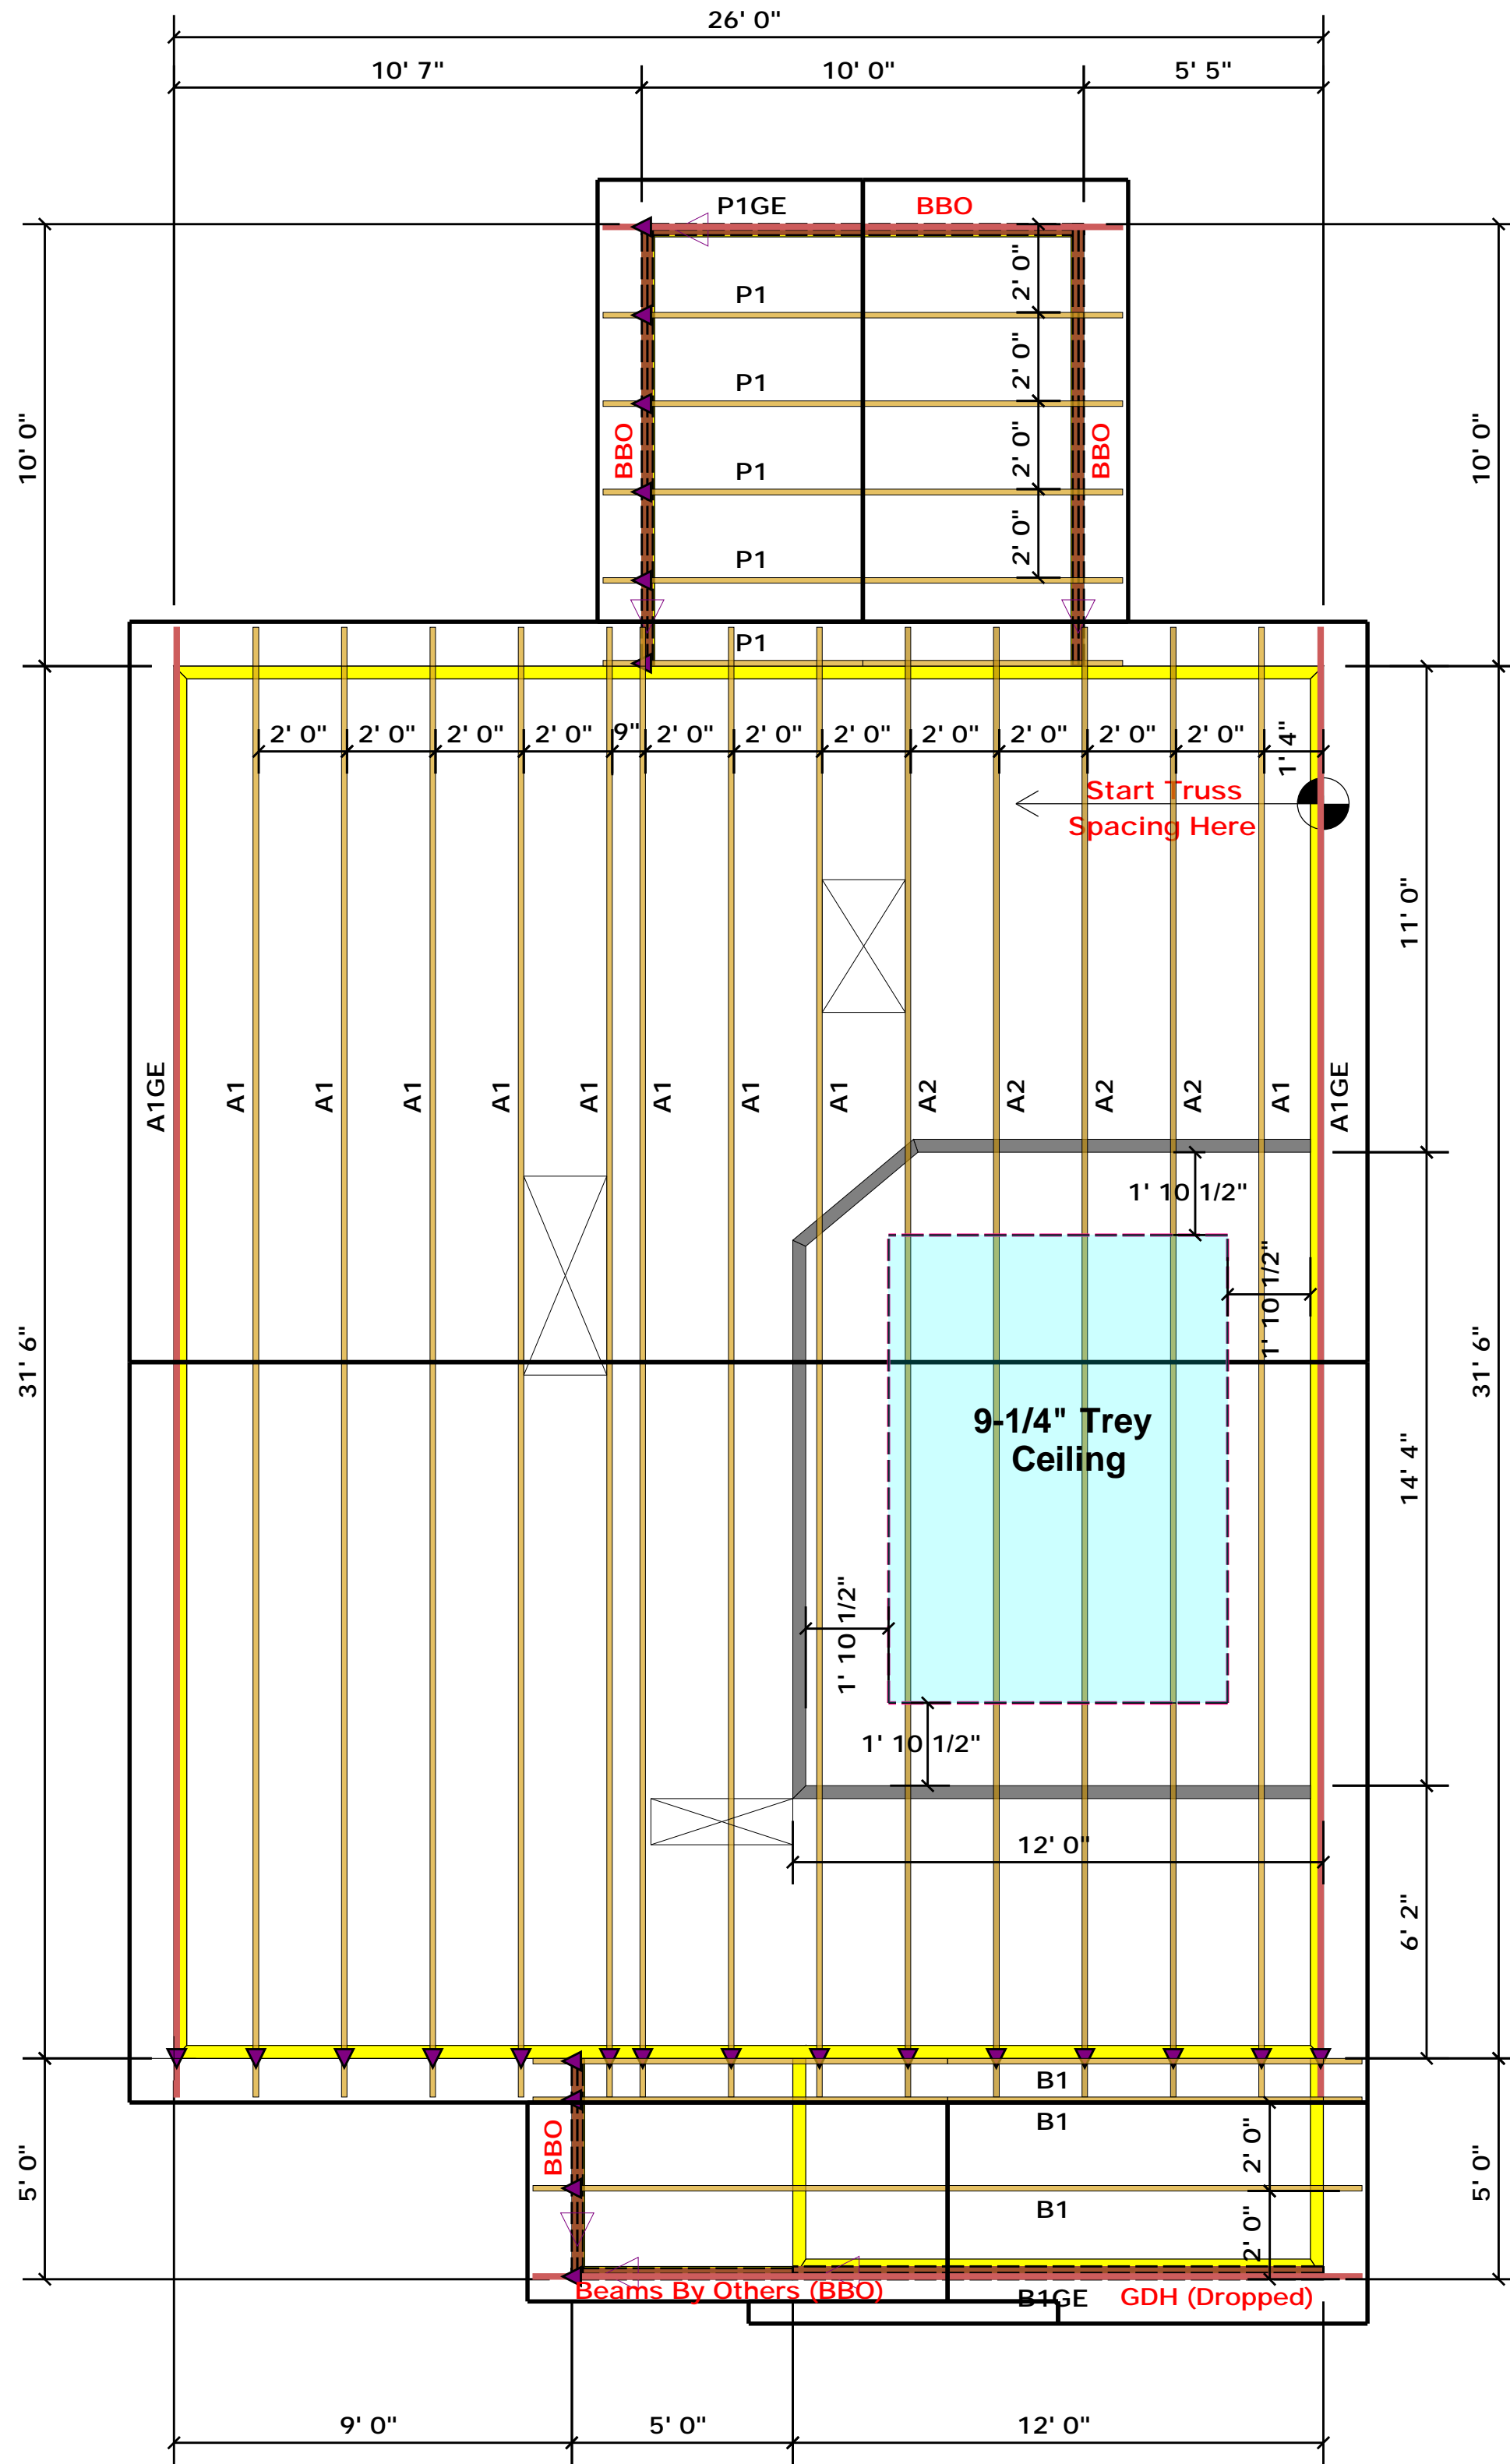 26' 0"
10' 7"
10' 0"
5' 5"
P1GE
BBO
2' 0"
P1
2' 0"
P1
10' 0"
BBO
BBO
10' 0"
2' 0"
P1
2' 0"
P1
P1
2' 0"
2' 0"
2' 0"
2' 0"
9"
2' 0"
2' 0"
2' 0"
2' 0"
2' 0"
2' 0"
2' 0"
1' 4"
Start Truss
Spacing Here
11' 0"
A1GE
A1
A1
A1
A1
A1
A1
A1
A1
A2
A2
A2
A2
A1
A1GE
1' 10 1/2"
1' 10 1/2"
31' 6"
31' 6"
9-1/4" Trey
Ceiling
14' 4"
1' 10 1/2"
1' 10 1/2"
12' 0"
6' 2"
B1
B1
BBO
2' 0"
5' 0"
5' 0"
B1
2' 0"
Beams By Others (BBO)
B1GE
GDH (Dropped)
9' 0"
5' 0"
12' 0"